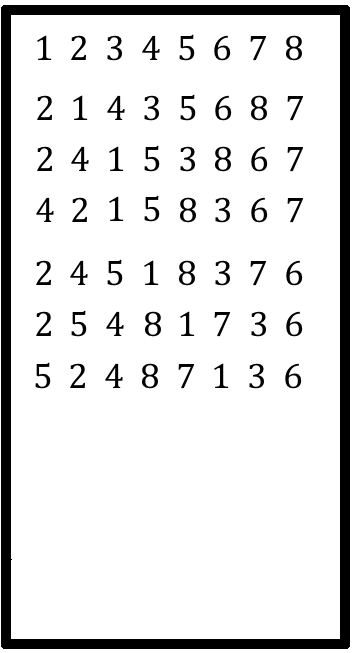 1 2 3 4 5 6 7 8
2 1 4 3 5 6 8 7
2 4 1 5 3 8 6 7
4 2 1 5 8 3 6 7
2 4 5 1 8 3 7 6
2 5 4 8 1 7 3 6
5 2 4 8 7 1 3 6